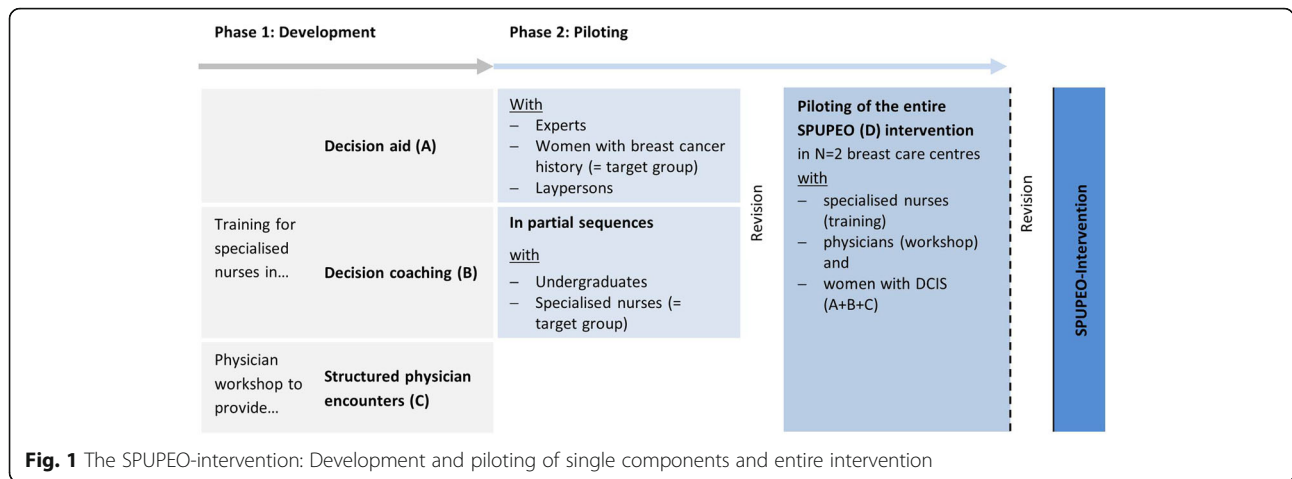 Phase 1: Development
Phase 2: Piloting
Decision aid (A)
With
– Experts
– Women with breast cancer
history (= target group)
– Laypersons
Training for
specialised
nurses in…
Decision coaching (B)
In partial sequences
with
– Undergraduates
– Specialised nurses (=
target group)
Physician
workshop to
provide…
Structured physician
encounters (C)
Revision
Piloting of the entire
SPUPEO (D) intervention
in N=2 breast care centres
with
– specialised nurses
(training)
– physicians (workshop)
and
– women with DCIS
(A+B+C)
Revision
SPUPEO-Intervention
Fig. 1 The SPUPEO-intervention: Development and piloting of single components and entire intervention